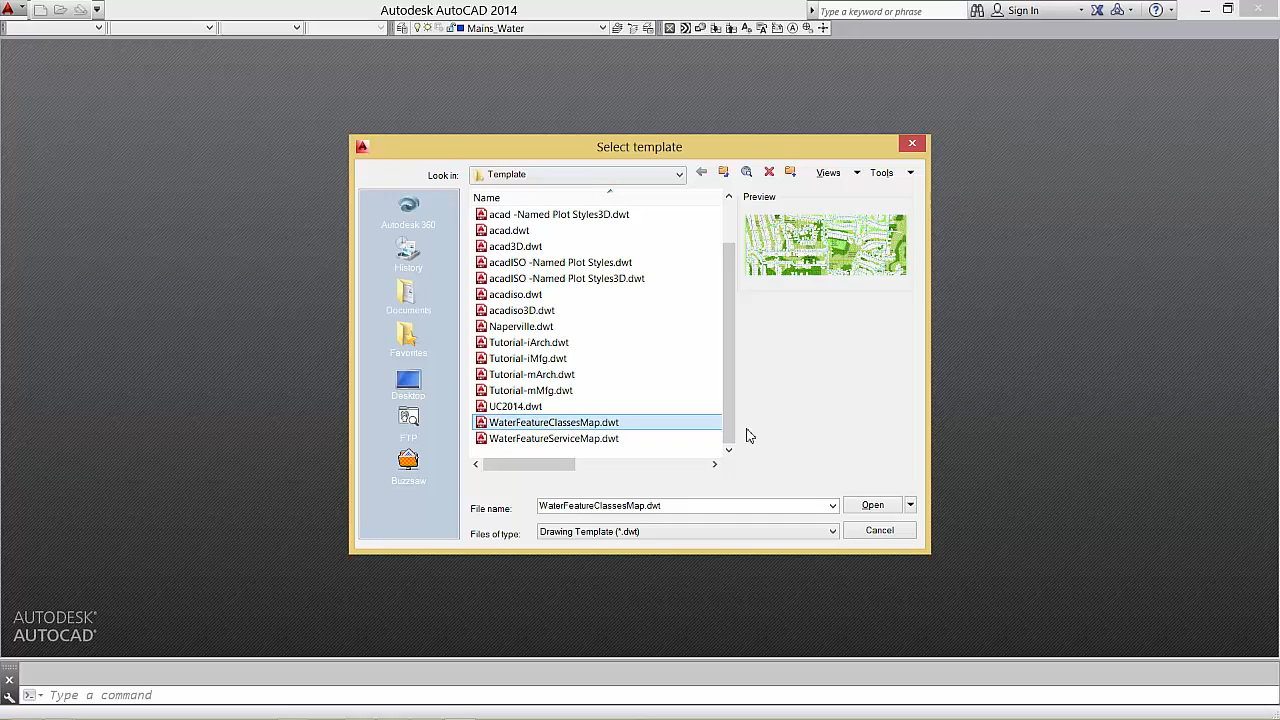 Autodesk AutoCAD 2014
Type a keyword or phrase
Sign In
Mains_Water
Select template
Look in:
Template
Views
Tools
Autodesk 360
History
Documents
Favorites
Desktop
FTP
Buzzsaw
Name
acad -Named Plot Styles3D.dwt
acad.dwt
acad3D.dwt
acadISO -Named Plot Styles.dwt
acadISO -Named Plot Styles3D.dwt
acadiso.dwt
acadiso3D.dwt
Naperville.dwt
Tutorial-iArch.dwt
Tutorial-iMfg.dwt
Tutorial-mArch.dwt
Tutorial-mMfg.dwt
UC2014.dwt
WaterFeatureClassesMap.dwt
WaterFeatureServiceMap.dwt
Preview
File name:
WaterFeatureClassesMap.dwt
Open
Files of type:
Drawing Template (*.dwt)
Cancel
AUTODESK®
AUTOCAD®
Type a command